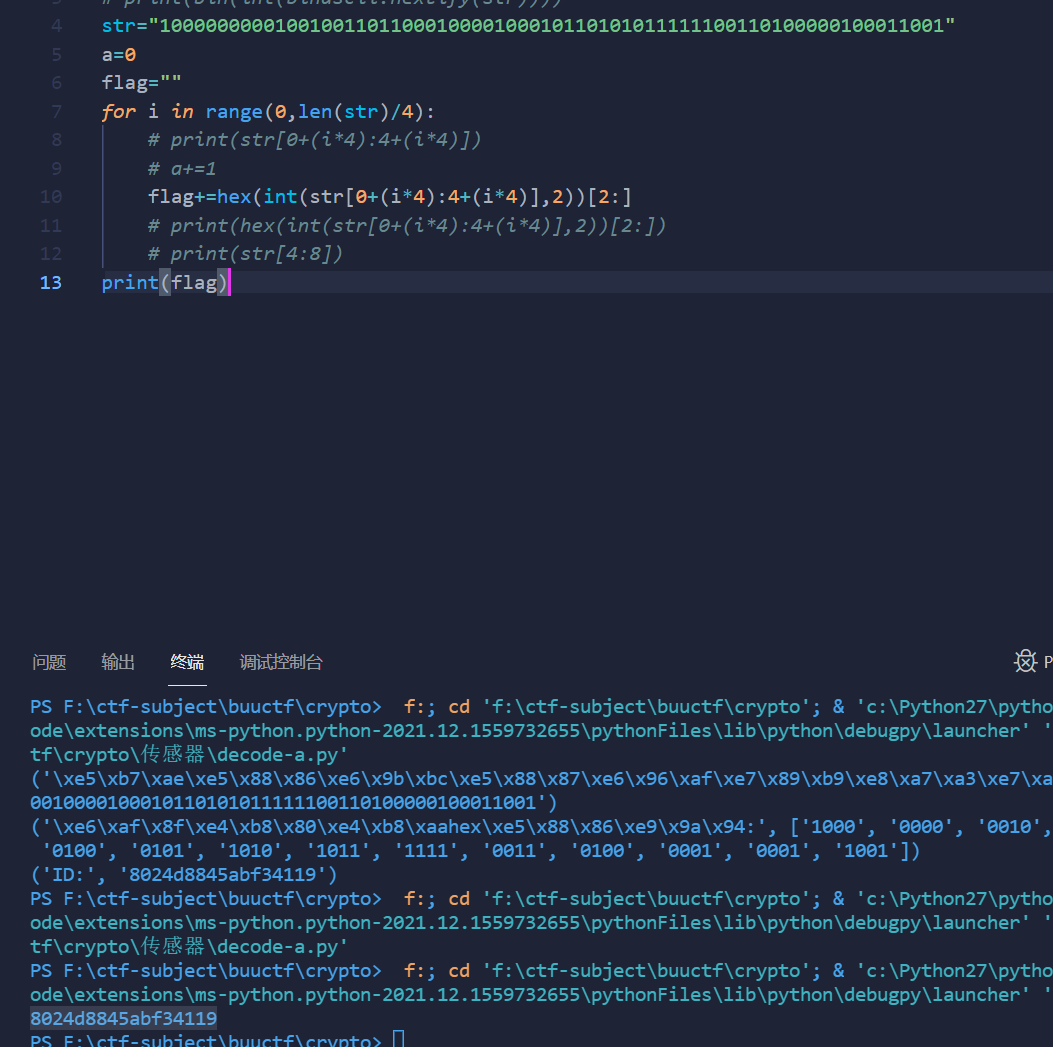 3 # print(bin(int(binascii.hexlify(str))))
4 str="10000000001001001101100010000100010110101011111100110100000100011001"
5 a=0
6 flag=""
7 for i in range(0,len(str)/4):
8 # print(str[0+(i*4):4+(i*4)])
9 # a+=1
10 flag+=hex(int(str[0+(i*4):4+(i*4)],2))[2:]
11 # print(hex(int(str[0+(i*4):4+(i*4)],2))[2:])
12 # print(str[4:8])
13 print(flag)
问题 输出 终端 调试控制台 P
PS F:\ctf-subject\buuctf\crypto> f:; cd 'f:\ctf-subject\buuctf\crypto'; & 'c:\Python27\pytho
ode\extensions\ms-python.python-2021.12.1559732655\pythonFiles\lib\python\debugpy\launcher' '
tf\crypto\传感器\decode-a.py'
('\xe5\xb7\xae\xe5\x88\x86\xe6\x9b\xbc\xe5\x88\x87\xe6\x96\xaf\xe7\x89\xb9\xe8\xa7\xa3\xe7\xa
0010000100010110101011111100110100000100011001')
('\xe6\xaf\x8f\xe4\xb8\x80\xe4\xb8\xaahex\xe5\x88\x86\xe9\x9a\x94:', ['1000', '0000', '0010',
'0100', '0101', '1010', '1011', '1111', '0011', '0100', '0001', '0001', '1001'])
('ID:', '8024d8845abf34119')
PS F:\ctf-subject\buuctf\crypto> f:; cd 'f:\ctf-subject\buuctf\crypto'; & 'c:\Python27\pytho
ode\extensions\ms-python.python-2021.12.1559732655\pythonFiles\lib\python\debugpy\launcher' '
tf\crypto\传感器\decode-a.py'
PS F:\ctf-subject\buuctf\crypto> f:; cd 'f:\ctf-subject\buuctf\crypto'; & 'c:\Python27\pytho
ode\extensions\ms-python.python-2021.12.1559732655\pythonFiles\lib\python\debugpy\launcher' '
8024d8845abf34119
PS F:\ctf-subject\buuctf\crypto>